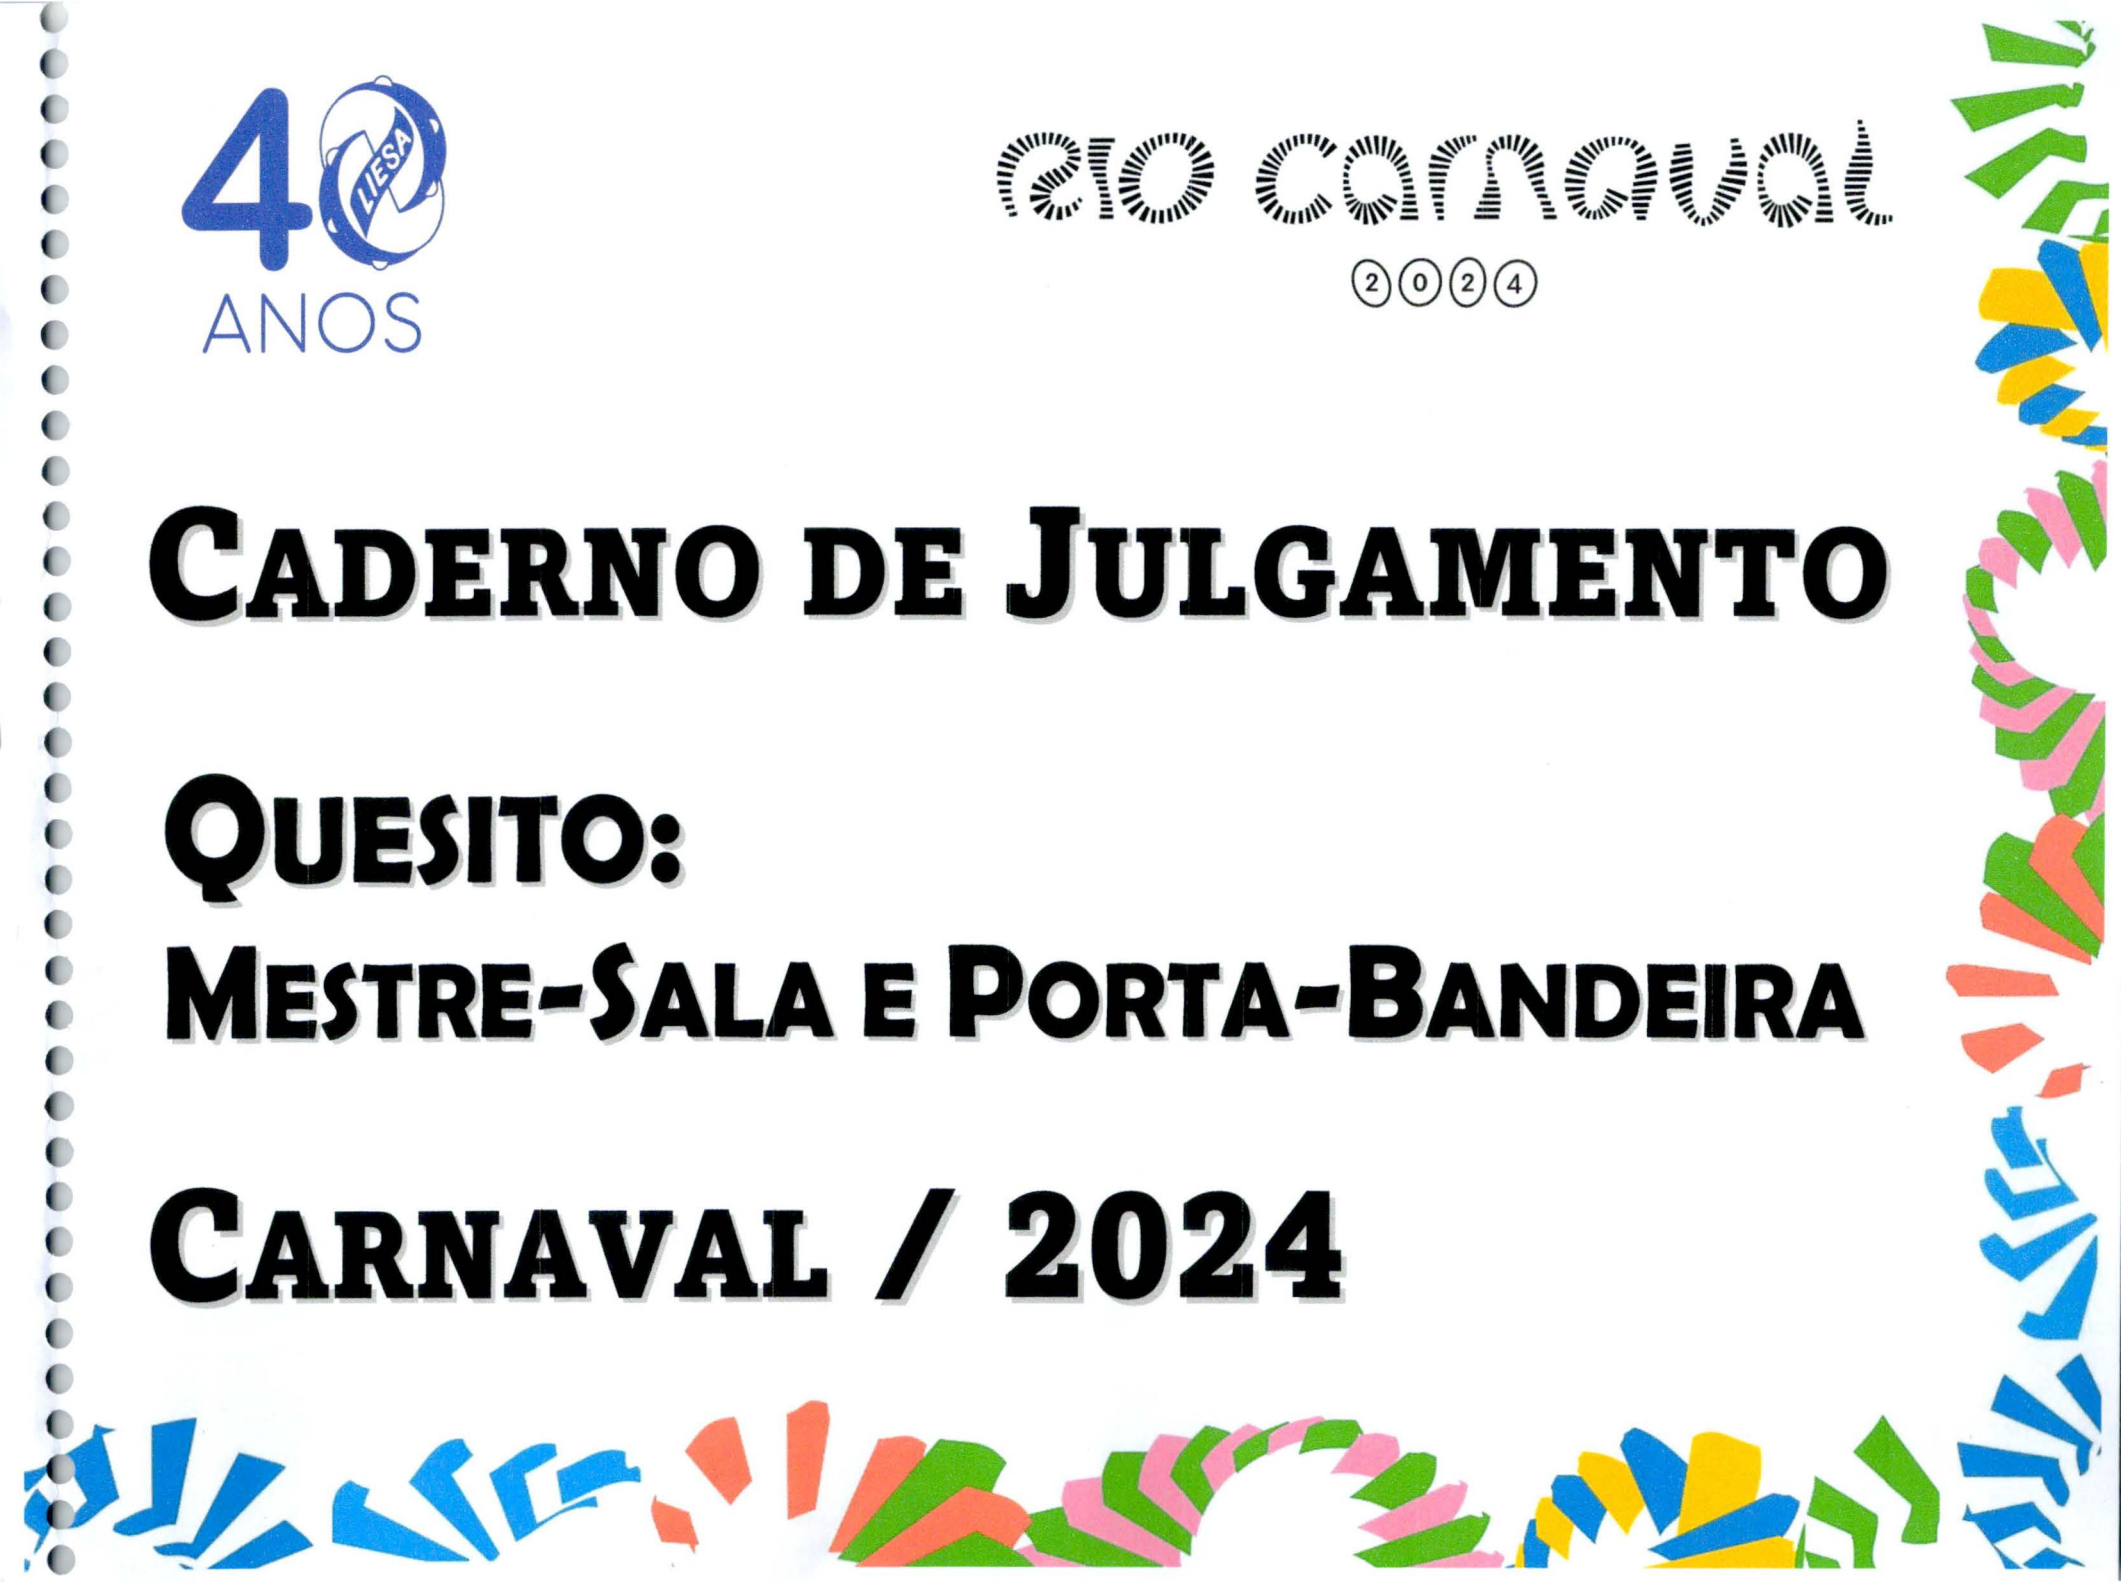 40
LIESA
ANOS
RIO CARNAVAL
2024
CADERNO DE JULGAMENTO
QUESITO:
MESTRE-SALA E PORTA-BANDEIRA
CARNAVAL / 2024